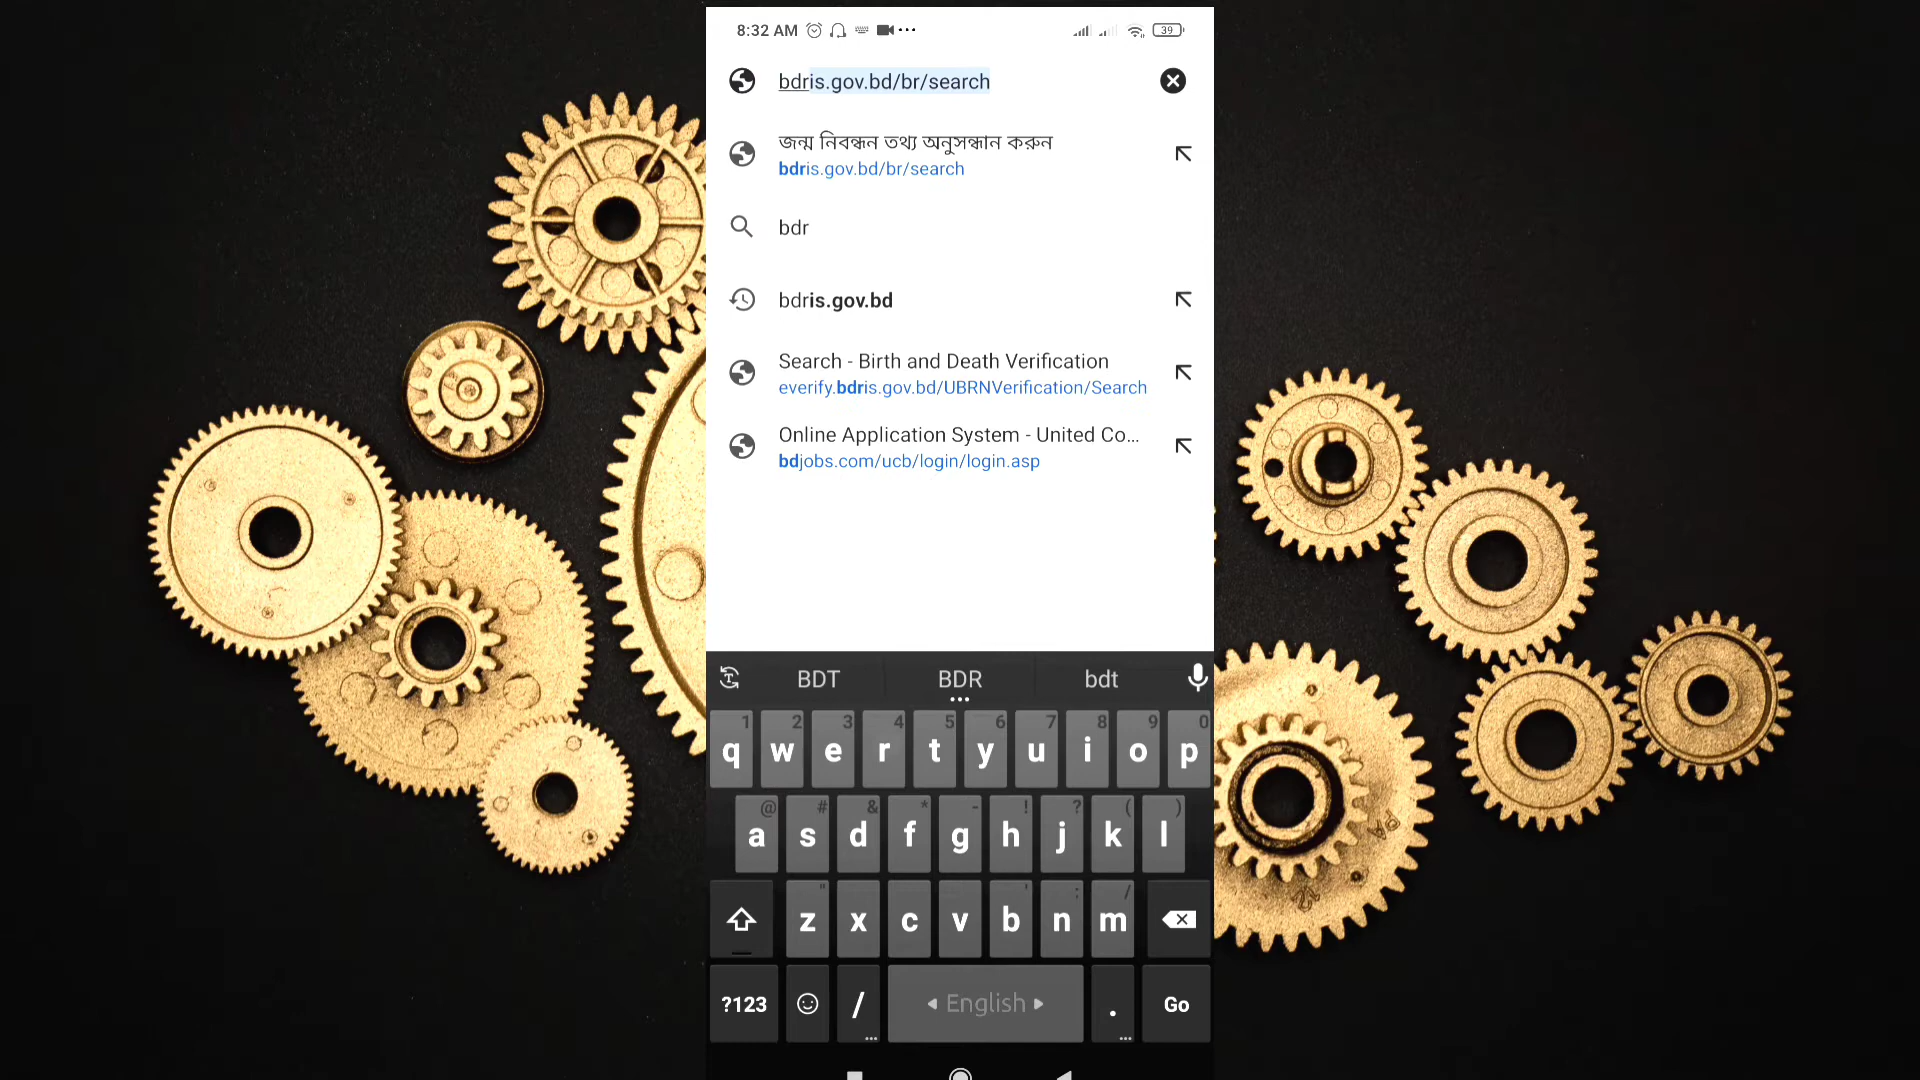 8:32 AM
39
bdris.gov.bd/br/search
জন্ম নিবন্ধন তথ্য অনুসন্ধান করুন
bdris.gov.bd/br/search
bdr
bdris.gov.bd
Search - Birth and Death Verification
everify.bdris.gov.bd/UBRNVerification/Search
Online Application System - United Co...
bdjobs.com/ucb/login/login.asp
BDT BDR bdt
1 2 3 4 5 6 7 8 9 0
q w e r t y u i o p
@ # & * - ! ? ( )
a s d f g h j k l
" ' : /
z x c v b n m
?123 / English . Go